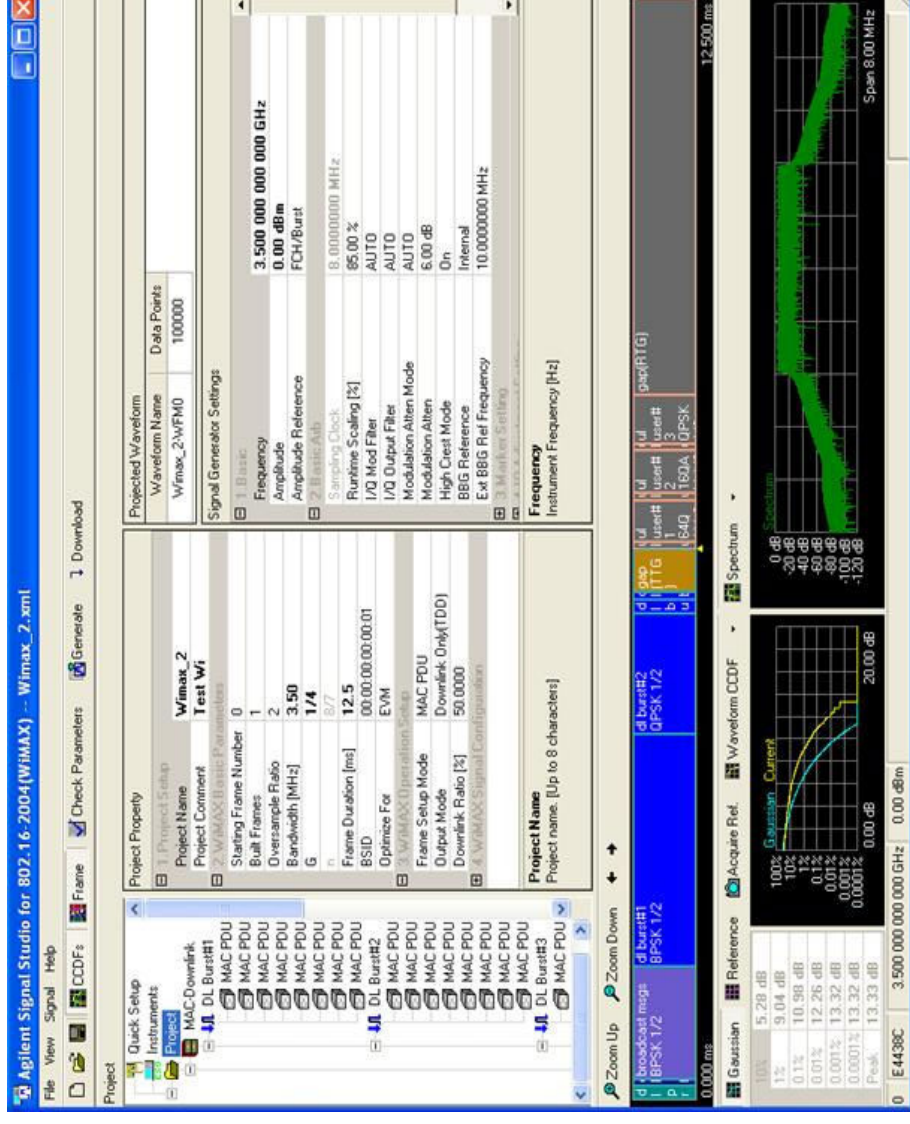 Agilent Signal Studio for 802.16-2004(WiMAX) -- Wimax_2.xml
File View Signal Help
CCDFs Frame Check Parameters Generate Download
Project
Quick Setup
Instruments
Project
MAC-Downlink
DL Burst#1
MAC PDU
MAC PDU
MAC PDU
MAC PDU
MAC PDU
MAC PDU
MAC PDU
DL Burst#2
MAC PDU
MAC PDU
MAC PDU
MAC PDU
MAC PDU
MAC PDU
MAC PDU
DL Burst#3
MAC PDU
Project Property
1. Project Setup
Project Name Wimax_2
Project Comment Test Wi
2 WiMAX Basic Parameters
Starting Frame Number 0
Built Frames 1
Oversample Ratio 2
Bandwidth [MHz] 3.50
G 1/4
n 8/7
Frame Duration [ms] 12.5
BSID 00:00:00:00:00:01
Optimize For EVM
3 WiMAX Operation Setup
Frame Setup Mode MAC PDU
Output Mode Downlink Only(TDD)
Downlink Ratio [%] 50.0000
4 WiMAX Signal Configuration
Project Name
Project name. [Up to 8 characters]
Projected Waveform
Waveform Name Data Points
Wimax_2-WFM0 100000
Signal Generator Settings
1 Basic
Frequency 3.500 000 000 000 GHz
Amplitude 0.00 dBm
Amplitude Reference FCH/Burst
2 Basic Arb
Sampling Clock 8.0000000 MHz
Runtime Scaling [%] 85.00 %
I/Q Mod Filter AUTO
I/Q Output Filter AUTO
Modulation Atten Mode AUTO
Modulation Atten 6.00 dB
High Crest Mode On
BBG Reference Internal
Ext BBG Ref Frequency 10.0000000 MHz
3 Marker Setting
Frequency
Instrument Frequency [Hz]
Zoom Up Zoom Down
broadcast msgs
BPSK 1/2
dl burst#1
BPSK 1/2
dl burst#2
QPSK 1/2
gap
(TTG
)
ul
user#
1
64Q
ul
user#
2
16QA
ul
user#
3
QPSK
gap(RTG)
0.000 ms 12.500 ms
Gaussian Reference Acquire Ref. Waveform CCDF Spectrum
10% 5.28 dB
1% 9.04 dB
0.1% 10.98 dB
0.01% 12.26 dB
0.001% 13.32 dB
0.0001% 13.32 dB
Peak 13.33 dB
Gaussian Current
100%
10%
1%
0.1%
0.01%
0.001%
0.0001%
0.00 dB 20.00 dB
Spectrum
0 dB
-20 dB
-40 dB
-60 dB
-80 dB
-100 dB
-120 dB
Span 8.00 MHz
0 E4438C 3.500 000 000 000 GHz 0.00 dBm